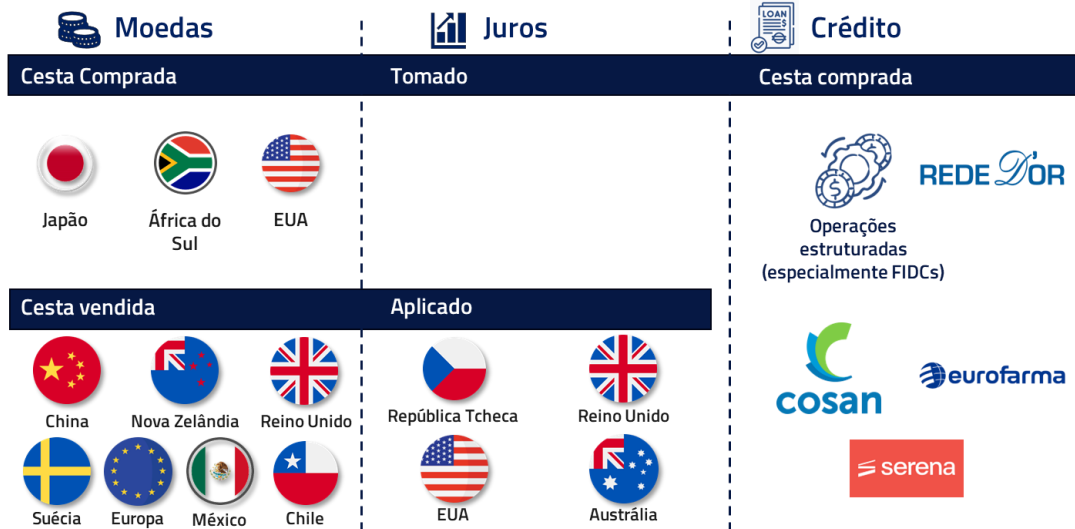 Moedas
Juros
LOAN
$
Crédito
Cesta Comprada
Tomado
Cesta comprada
Japão
África do
Sul
EUA
$
$
Operações
estruturadas
(especialmente FIDCs)
REDE D'OR
Cesta vendida
Aplicado
China
Nova Zelândia
Reino Unido
República Tcheca
Reino Unido
cosan
eurofarma
Suécia
Europa
México
Chile
EUA
Austrália
serena